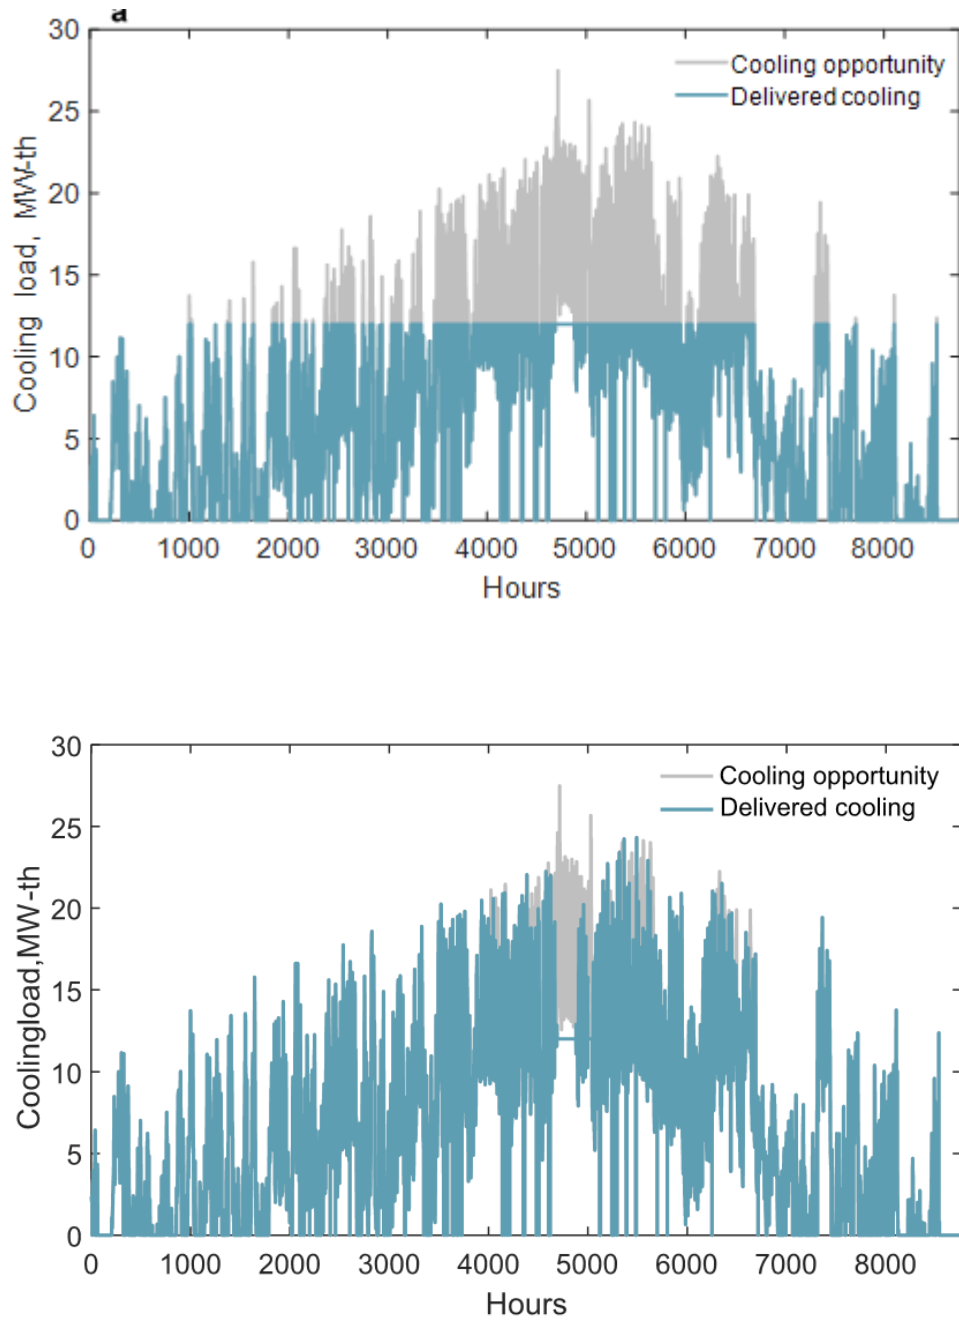 a
30
25
20
15
10
5
0
Cooling load, MW-th
Cooling opportunity
Delivered cooling
0 1000 2000 3000 4000 5000 6000 7000 8000
Hours
30
25
20
15
10
5
0
Coolingload,MW-th
Cooling opportunity
Delivered cooling
0 1000 2000 3000 4000 5000 6000 7000 8000
Hours